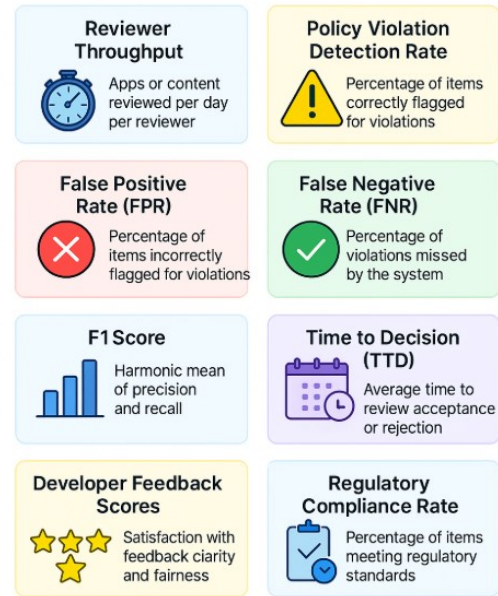 Reviewer
Throughput
Apps or content
reviewed per day
per reviewer
Policy Violation
Detection Rate
Percentage of items
correctly flagged
for violations
False Positive
Rate (FPR)
Percentage of
items incorrectly
flagged for violations
False Negative
Rate (FNR)
Percentage of
violations missed
by the system
F1 Score
Harmonic mean
of precision
and recall
Time to Decision
(TTD)
Average time to
review acceptance
or rejection
Developer Feedback
Scores
Satisfaction with
feedback clarity
and fairness
Regulatory
Compliance Rate
Percentage of items
meeting regulatory
standards